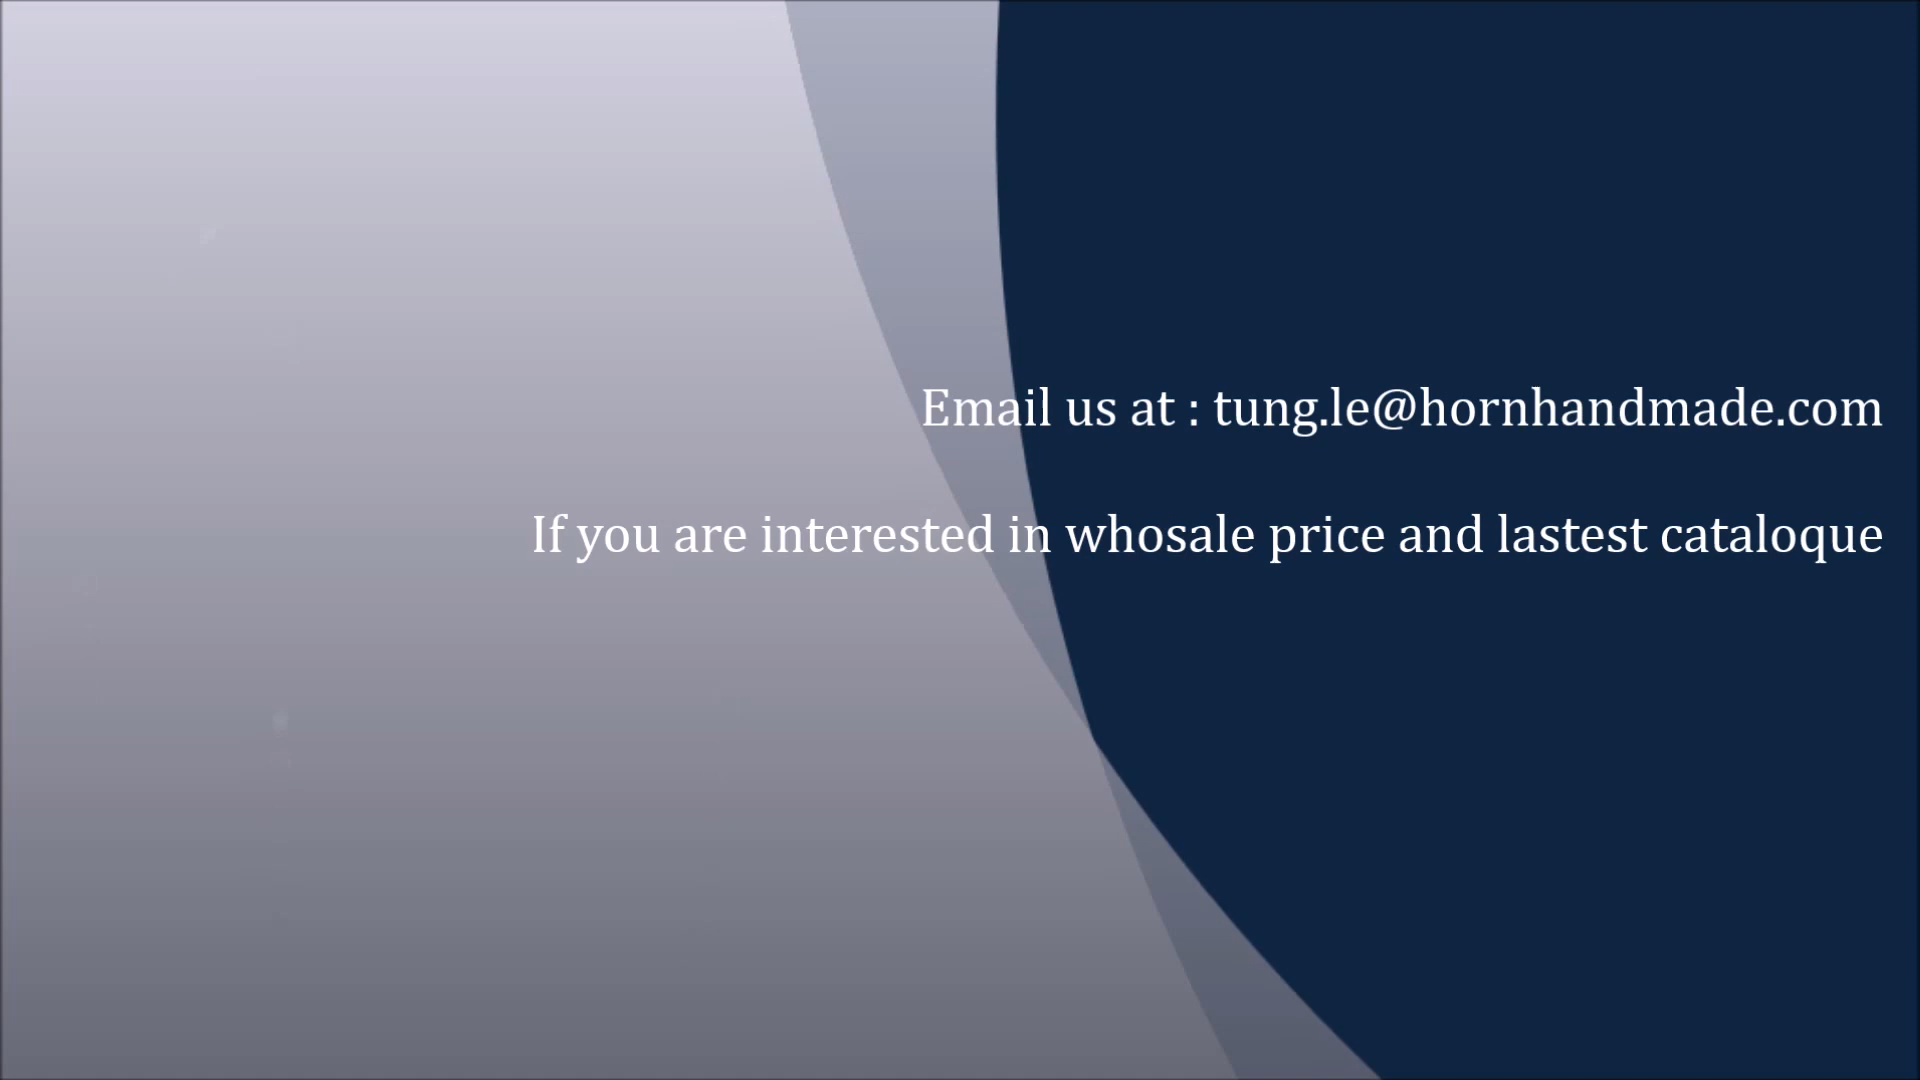 Email us at : tung.le@hornhandmade.com
If you are interested in whosale price and lastest cataloque